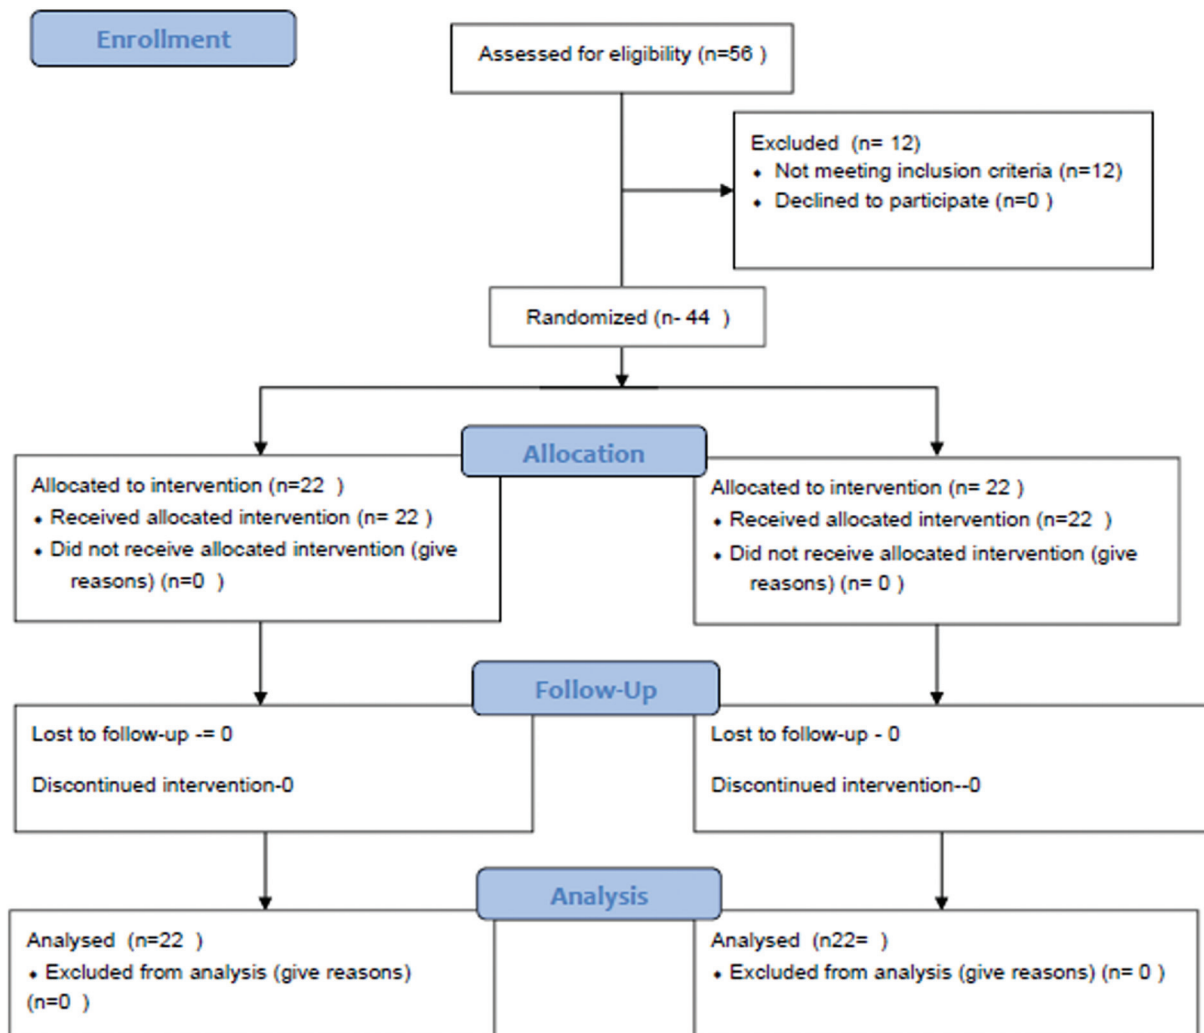 Enrollment
Assessed for eligibility (n=56 )
Excluded (n= 12)
⬥ Not meeting inclusion criteria (n=12)
⬥ Declined to participate (n=0 )
Randomized (n- 44 )
Allocation
Allocated to intervention (n=22 )
⬥ Received allocated intervention (n= 22 )
⬥ Did not receive allocated intervention (give
reasons) (n=0 )
Allocated to intervention (n= 22 )
⬥ Received allocated intervention (n=22 )
⬥ Did not receive allocated intervention (give
reasons) (n= 0 )
Follow-Up
Lost to follow-up -= 0
Discontinued intervention-0
Lost to follow-up - 0
Discontinued intervention--0
Analysis
Analysed (n=22 )
⬥ Excluded from analysis (give reasons)
(n=0 )
Analysed (n22= )
⬥ Excluded from analysis (give reasons) (n= 0 )